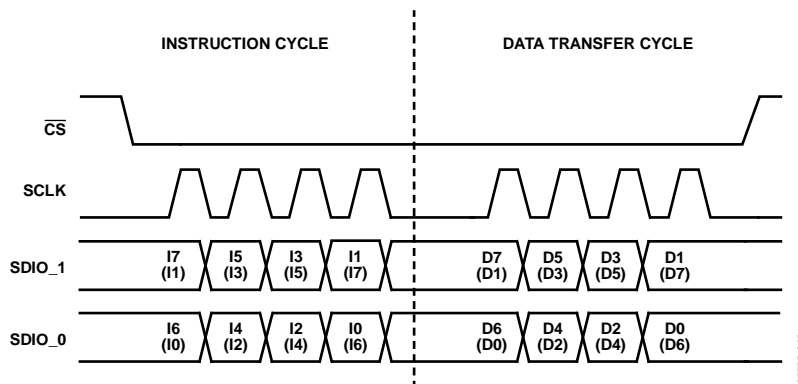 INSTRUCTION CYCLE DATA TRANSFER CYCLE
CS
SCLK
SDIO_1
I7 I5 I3 I1 D7 D5 D3 D1
(I1) (I3) (I5) (I7) (D1) (D3) (D5) (D7)
SDIO_0
I6 I4 I2 I0 D6 D4 D2 D0
(I0) (I2) (I4) (I6) (D0) (D2) (D4) (D6)